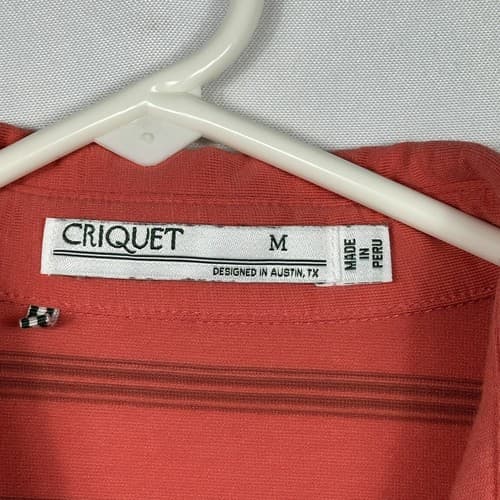 CRIQUET M
DESIGNED IN AUSTIN, TX
MADE
IN
PERU